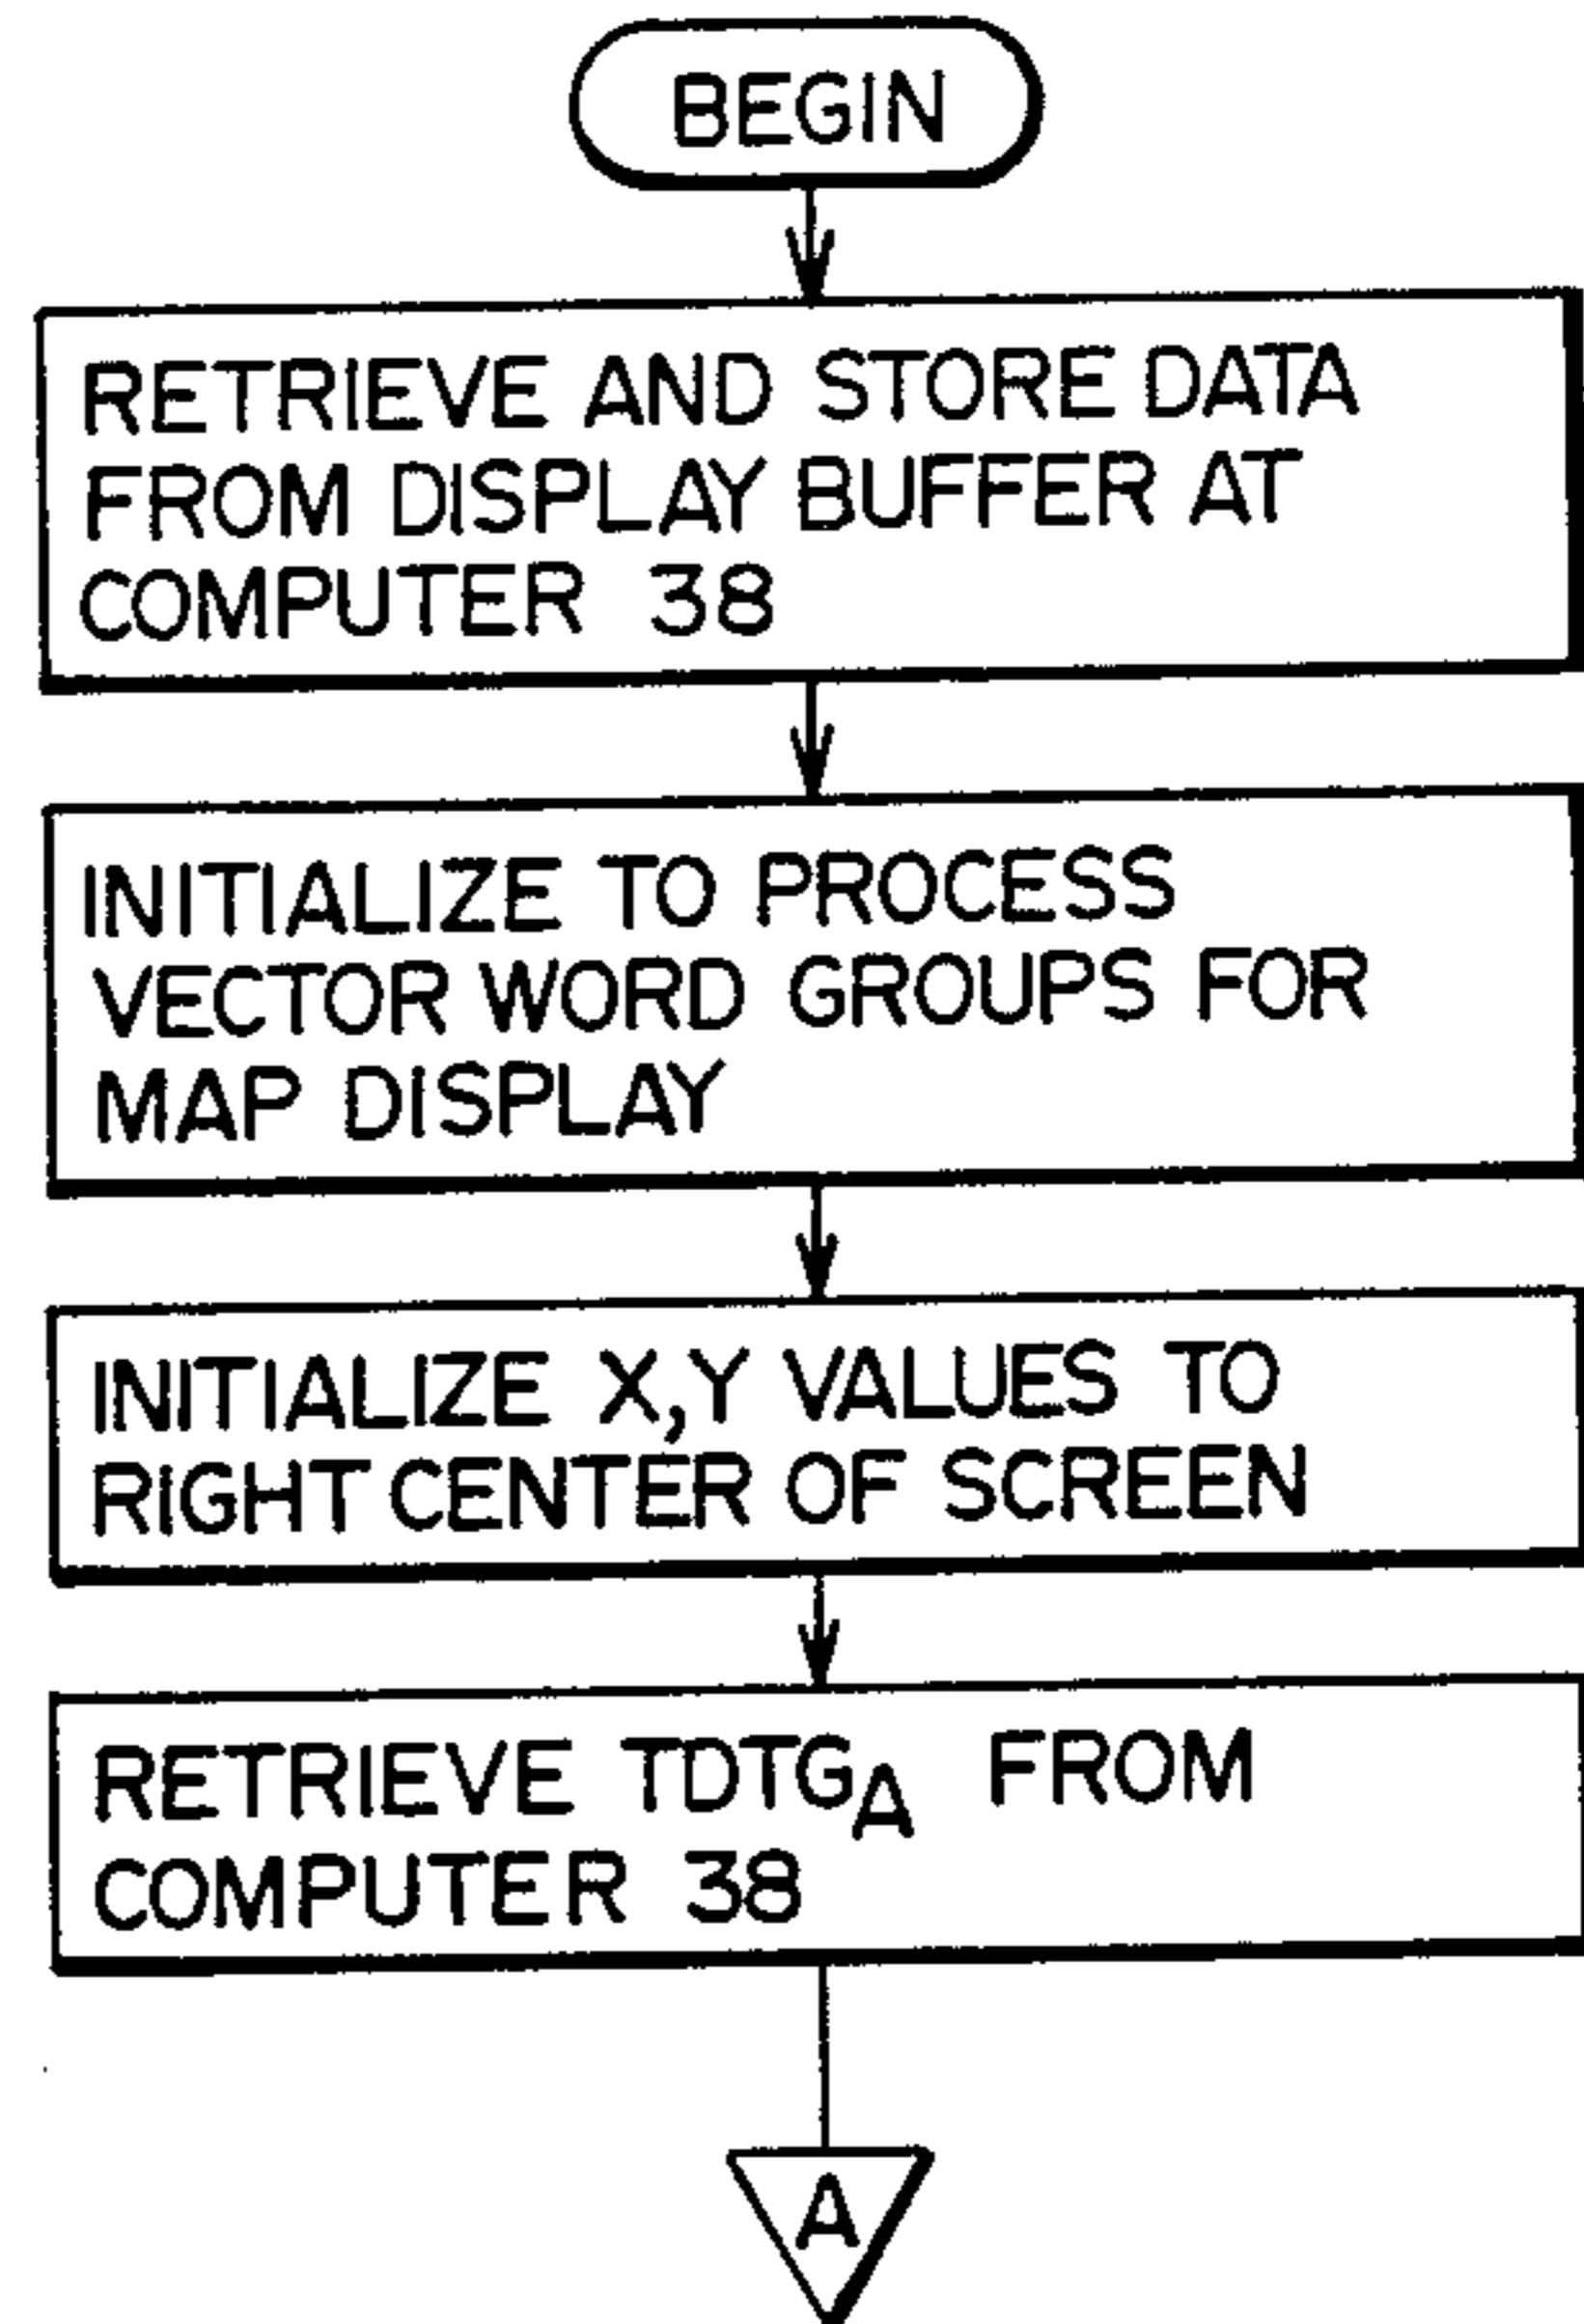 BEGIN
RETRIEVE AND STORE DATA
FROM DISPLAY BUFFER AT
COMPUTER 38
INITIALIZE TO PROCESS
VECTOR WORD GROUPS FOR
MAP DISPLAY
INITIALIZE X,Y VALUES TO
RIGHT CENTER OF SCREEN
RETRIEVE TDTGA FROM
COMPUTER 38
A